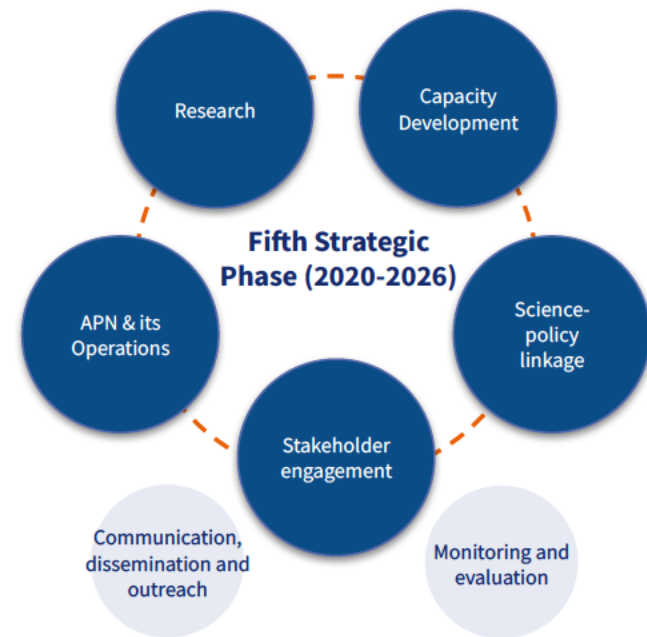 Research
Capacity
Development
Fifth Strategic
Phase (2020-2026)
APN & its
Operations
Science-
policy
linkage
Stakeholder
engagement
Communication,
dissemination and
outreach
Monitoring and
evaluation